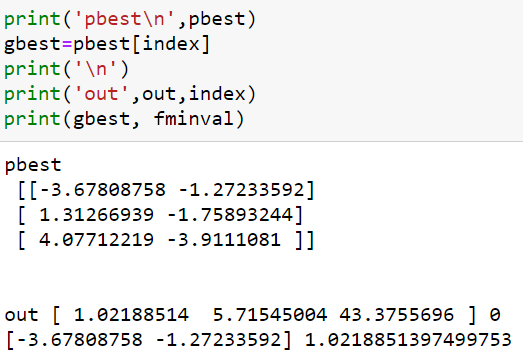 print('pbest\n',pbest)
gbest=pbest[index]
print('\n')
print('out',out,index)
print(gbest, fminval)
pbest
 [[-3.67808758 -1.27233592]
 [ 1.31266939 -1.75893244]
 [ 4.07712219 -3.9111081 ]]
out [ 1.02188514  5.71545004 43.3755696 ] 0
[-3.67808758 -1.27233592] 1.0218851397499753